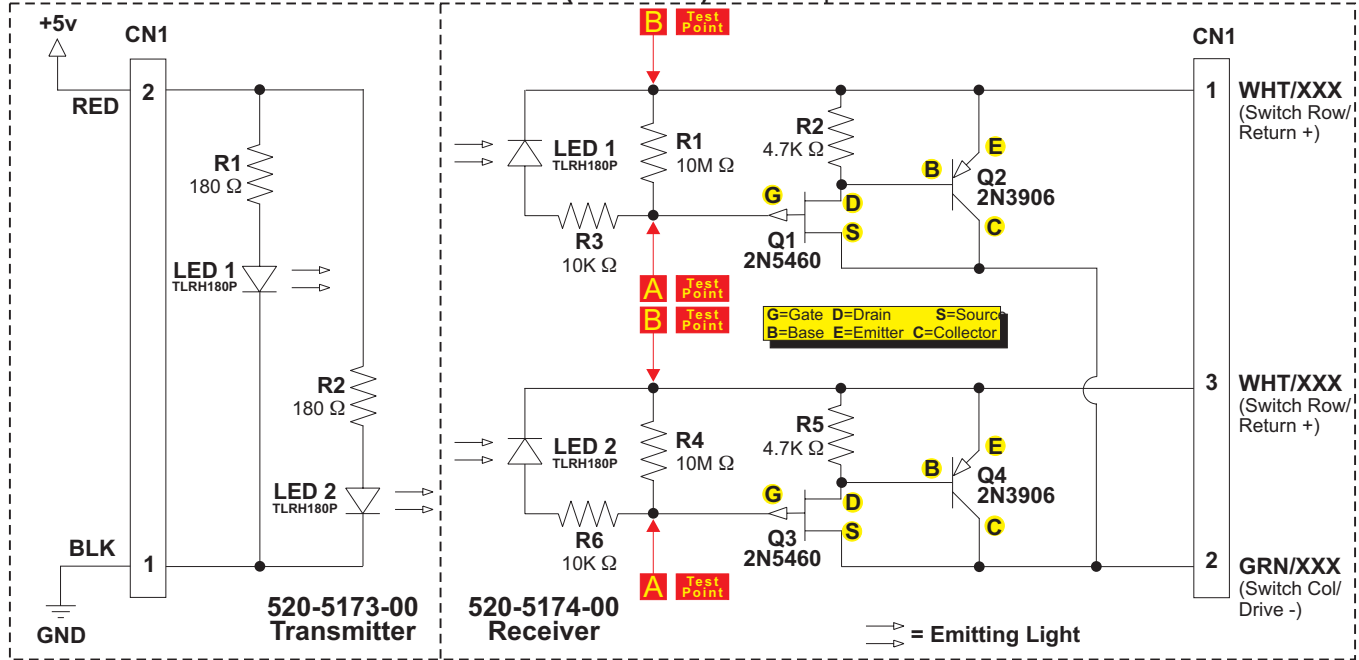 +5v
CN1
RED
2
R1
180 Ω
LED 1
TLRH180P
R2
180 Ω
LED 2
TLRH180P
BLK
1
GND
520-5173-00
Transmitter
B
Test
Point
CN1
LED 1
TLRH180P
R1
10M Ω
R3
10K Ω
A
Test
Point
R2
4.7K Ω
G
D
S
Q1
2N5460
B
E
C
Q2
2N3906
1
WHT/XXX
(Switch Row/
Return +)
B
Test
Point
G=Gate D=Drain S=Source
B=Base E=Emitter C=Collector
LED 2
TLRH180P
R4
10M Ω
R6
10K Ω
A
Test
Point
R5
4.7K Ω
G
D
S
Q3
2N5460
B
E
C
Q4
2N3906
3
WHT/XXX
(Switch Row/
Return +)
2
GRN/XXX
(Switch Col/
Drive -)
520-5174-00
Receiver
= Emitting Light